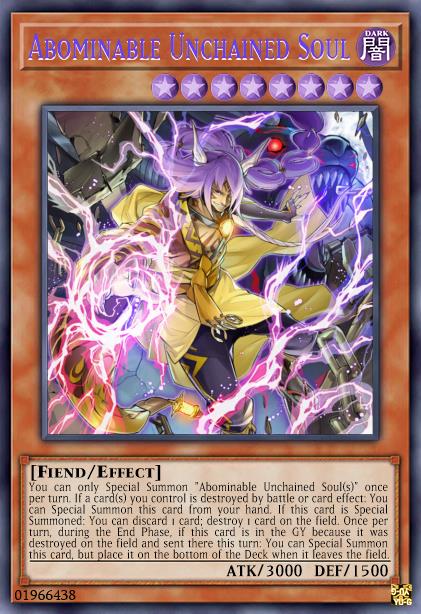 Abominable Unchained Soul
DARK
闇
[Fiend/Effect]
You can only Special Summon "Abominable Unchained Soul(s)" once
per turn. If a card(s) you control is destroyed by battle or card effect: You
can Special Summon this card from your hand. If this card is Special
Summoned: You can discard 1 card; destroy 1 card on the field. Once per
turn, during the End Phase, if this card is in the GY because it was
destroyed on the field and sent there this turn: You can Special Summon
this card, but place it on the bottom of the Deck when it leaves the field.
ATK/3000 DEF/1500
01966438